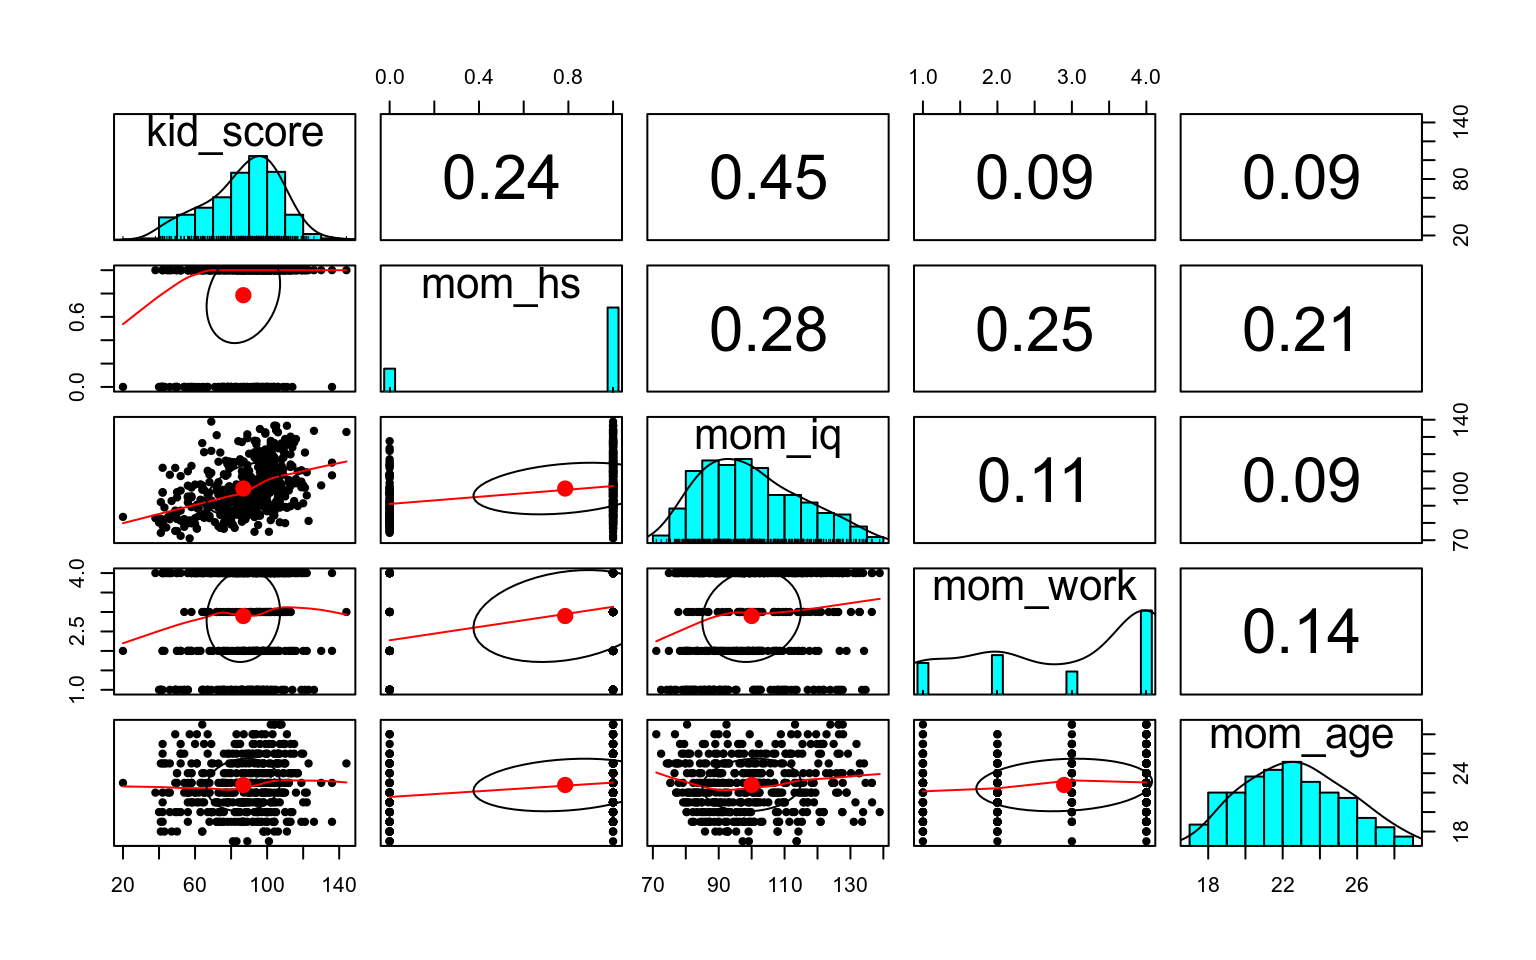 0.0 0.4 0.8 1.0 2.0 3.0 4.0
kid_score 0.24 0.45 0.09 0.09 20 80 140
0.0 0.6 mom_hs 0.28 0.25 0.21
mom_iq 0.11 0.09 70 100 140
1.0 2.5 4.0 mom_work 0.14
mom_age 18 24
20 60 100 140 70 90 110 130 18 22 26